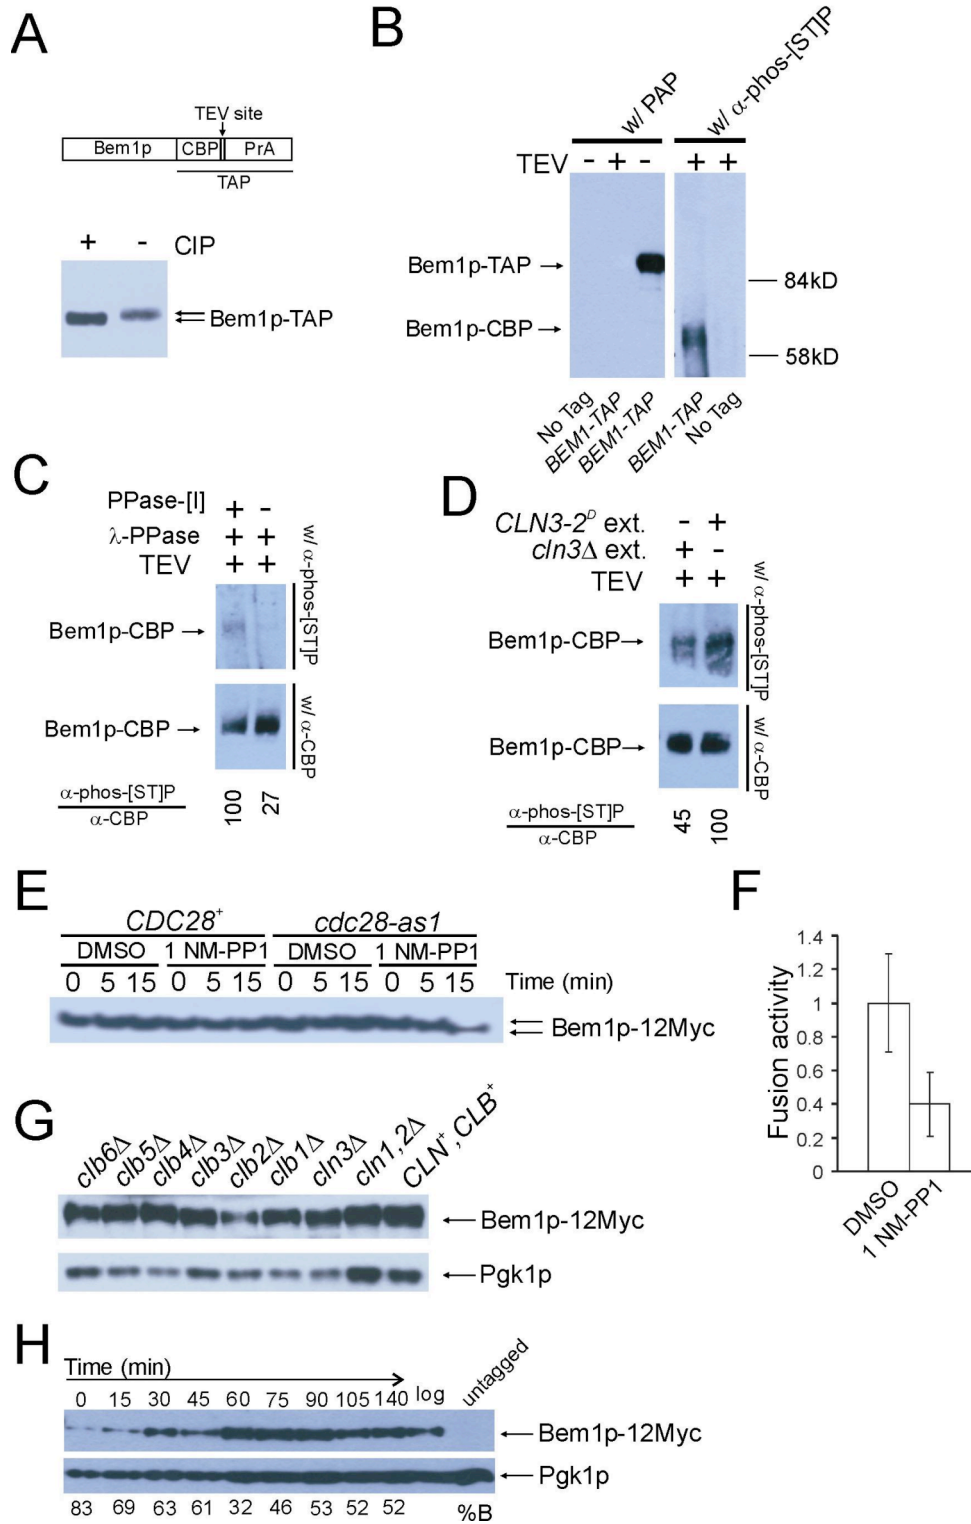 A
TEV site
Bem1p CBP PrA
TAP
+ - CIP
Bem1p-TAP
B
w/ PAP
w/ α-phos-[ST]P
TEV - + - + +
Bem1p-TAP
84kD
Bem1p-CBP
58kD
No Tag
BEM1-TAP
BEM1-TAP
BEM1-TAP
No Tag
C
PPase-[I] + -
λ-PPase + +
TEV + +
Bem1p-CBP
w/ α-phos-[ST]P
Bem1p-CBP
w/ α-CBP
α-phos-[ST]P
α-CBP
100 27
D
CLN3-2ᴰ ext. - +
cln3Δ ext. + -
TEV + +
Bem1p-CBP
w/ α-phos-[ST]P
Bem1p-CBP
w/ α-CBP
α-phos-[ST]P
α-CBP
45 100
E
CDC28⁺ cdc28-as1
DMSO 1 NM-PP1 DMSO 1 NM-PP1
0 5 15 0 5 15 0 5 15 0 5 15 Time (min)
Bem1p-12Myc
F
Fusion activity
1.4
1.2
1
0.8
0.6
0.4
0.2
0
DMSO
1 NM-PP1
G
clb6Δ
clb5Δ
clb4Δ
clb3Δ
clb2Δ
clb1Δ
cln3Δ
cln1,2Δ
CLN⁺,CLB⁺
Bem1p-12Myc
Pgk1p
H
Time (min)
0 15 30 45 60 75 90 105 140 log untagged
Bem1p-12Myc
Pgk1p
83 69 63 61 32 46 53 52 52 %B